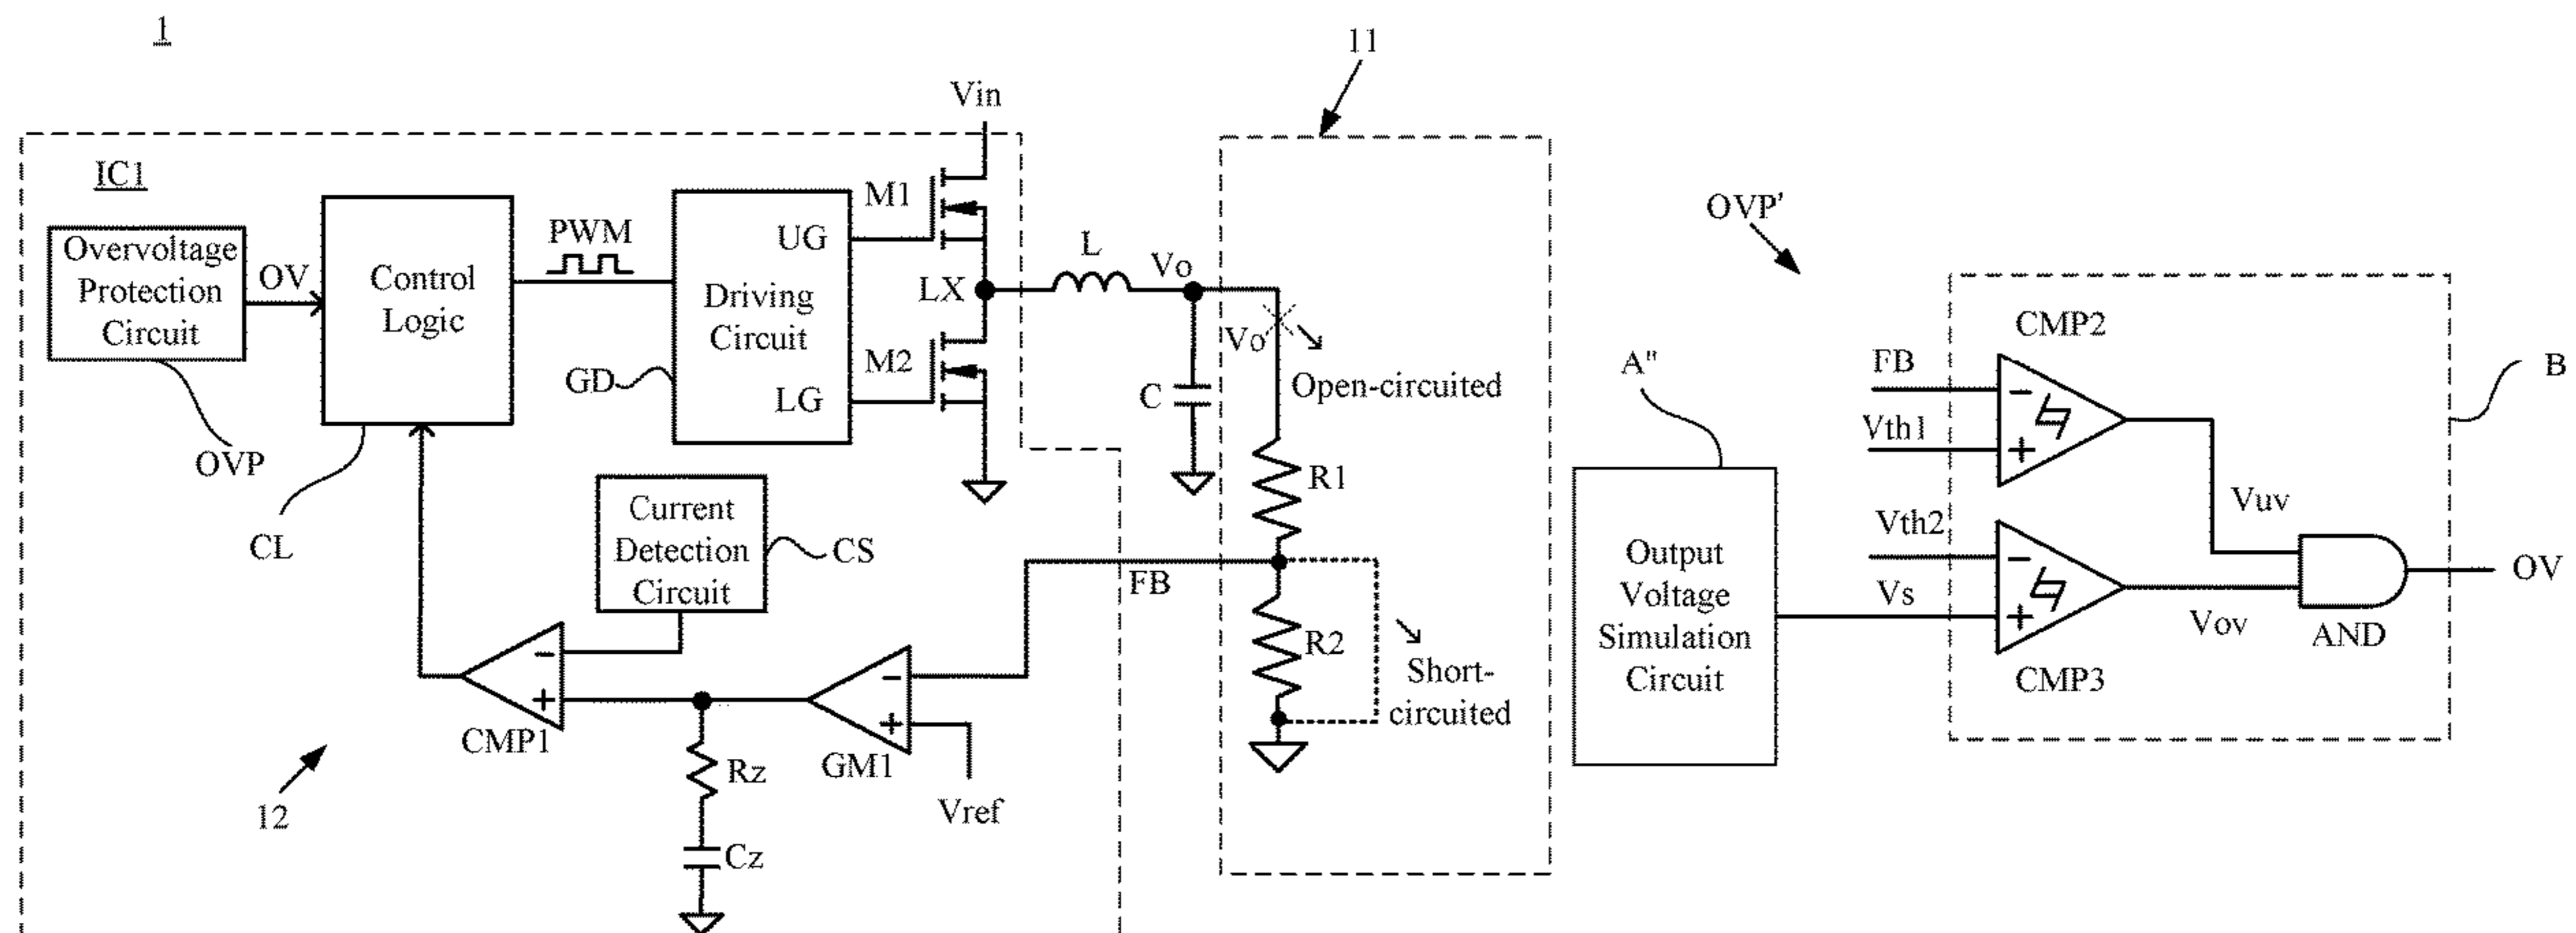 1
11
Vin
IC1
Overvoltage
Protection
Circuit
OV
Control
Logic
PWM
Driving
Circuit
UG
LG
M1
M2
LX
L
Vo
Vo
Open-circuited
C
R1
R2
Short-
circuited
FB
OVP
CL
GD
Current
Detection
Circuit
CS
CMP1
-
+
GM1
-
+
Vref
Rz
Cz
12
OVP'
A"
Output
Voltage
Simulation
Circuit
CMP2
FB
-
Vth1
+
Vth2
-
Vs
+
CMP3
Vuv
Vov
AND
OV
B